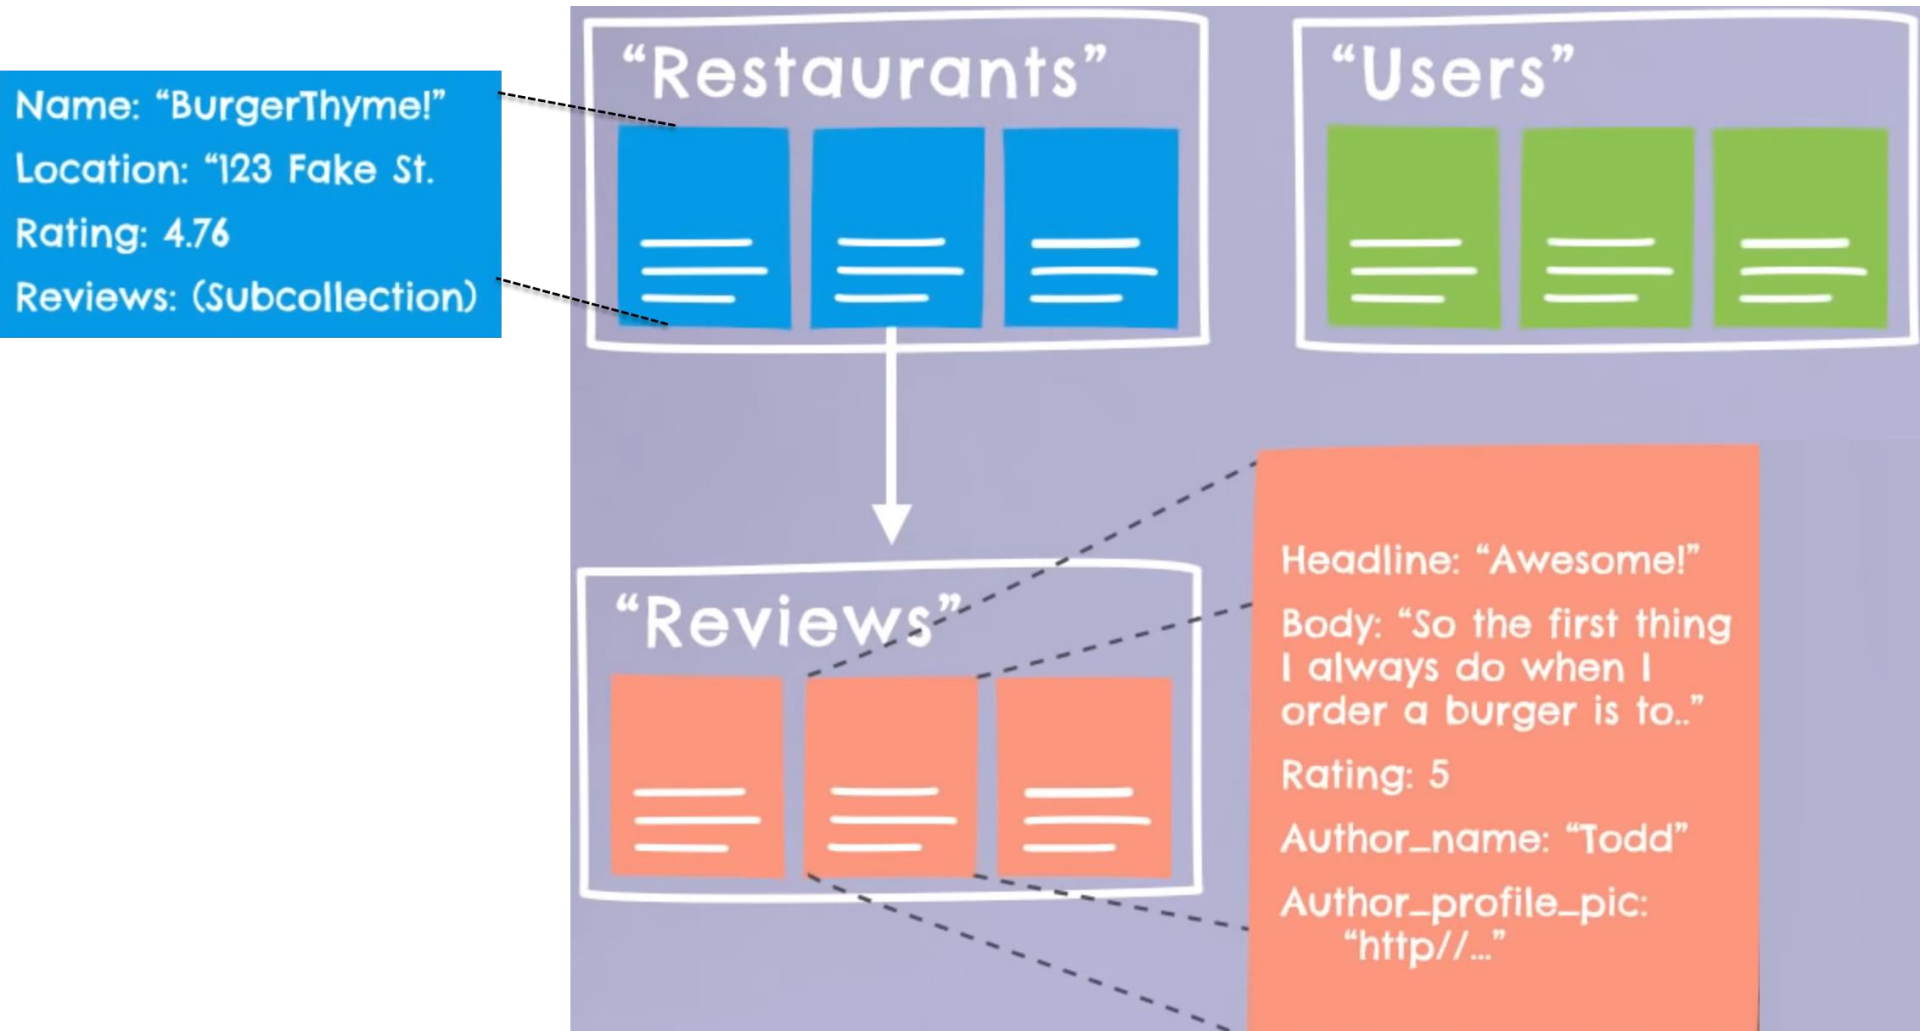 Name: “BurgerThyme!”
Location: “123 Fake St.
Rating: 4.76
Reviews: (Subcollection)
“Restaurants”
“Users”
“Reviews”
Headline: “Awesome!”
Body: “So the first thing
I always do when I
order a burger is to..”
Rating: 5
Author_name: “Todd”
Author_profile_pic:
“http//...”